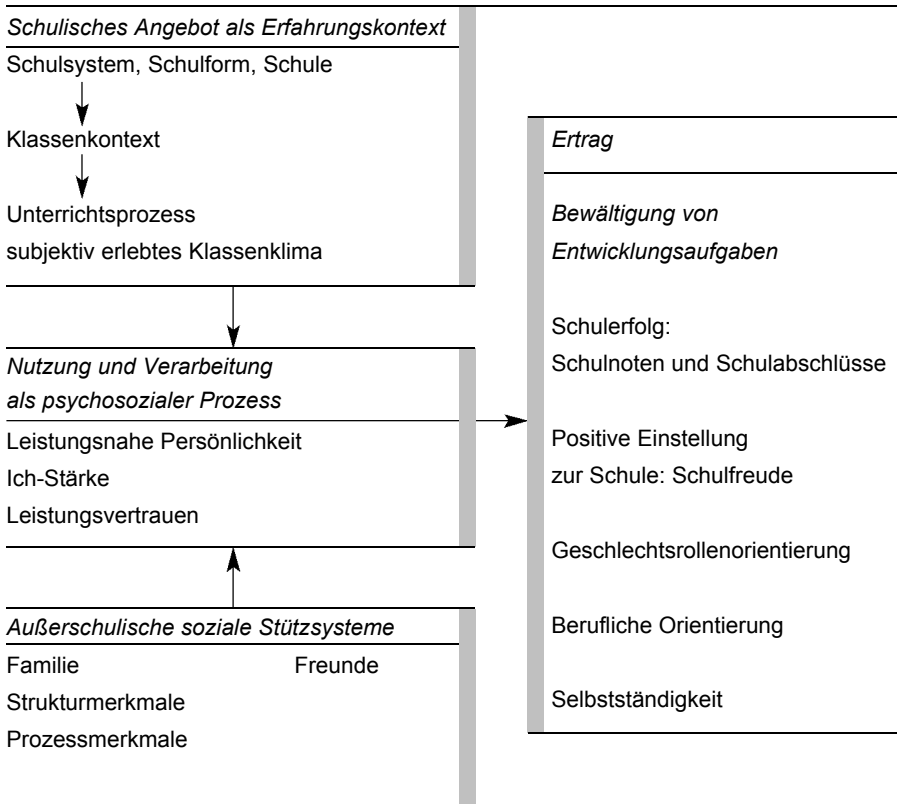 Schulisches Angebot als Erfahrungskontext
Schulsystem, Schulform, Schule
Klassenkontext
Unterrichtsprozess
subjektiv erlebtes Klassenklima
Nutzung und Verarbeitung
als psychosozialer Prozess
Leistungsnahe Persönlichkeit
Ich-Stärke
Leistungsvertrauen
Außerschulische soziale Stützsysteme
Familie Freunde
Strukturmerkmale
Prozessmerkmale
Ertrag
Bewältigung von
Entwicklungsaufgaben
Schulerfolg:
Schulnoten und Schulabschlüsse
Positive Einstellung
zur Schule: Schulfreude
Geschlechtsrollenorientierung
Berufliche Orientierung
Selbstständigkeit